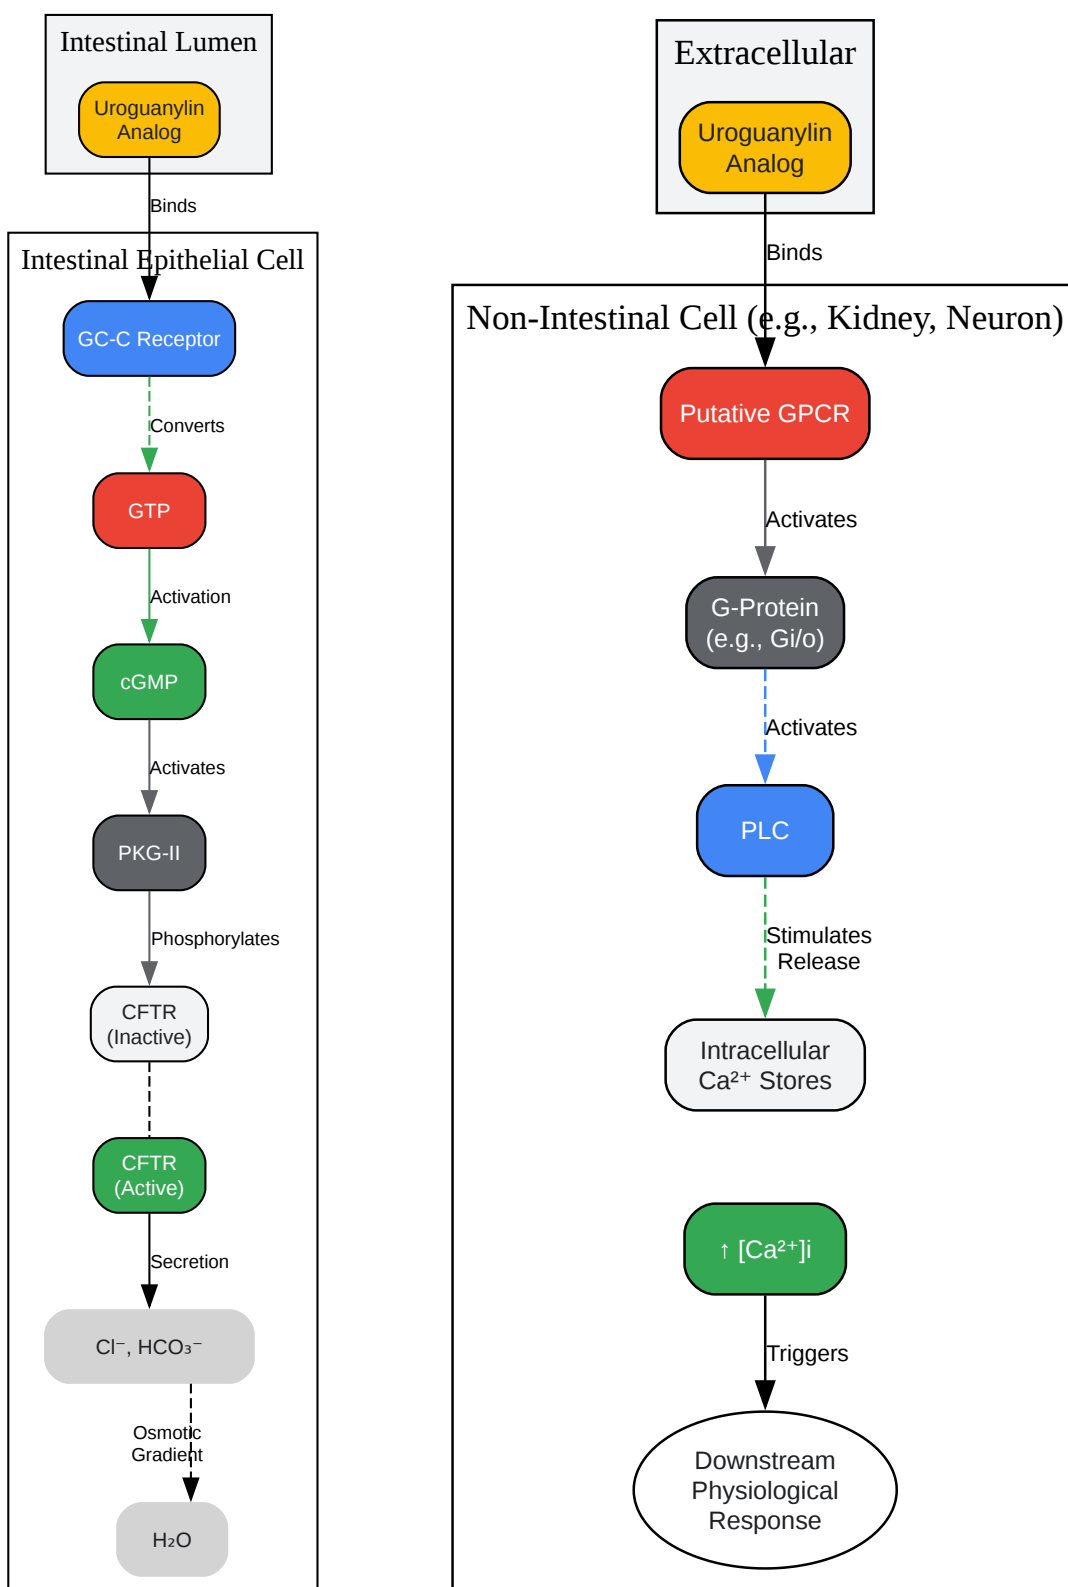 Intestinal Lumen
Uroguanylin
Analog
Binds
Intestinal Epithelial Cell
GC-C Receptor
Converts
GTP
Activation
cGMP
Activates
PKG-II
Phosphorylates
CFTR
(Inactive)
CFTR
(Active)
Secretion
Cl⁻, HCO₃⁻
Osmotic
Gradient
H₂O
Extracellular
Uroguanylin
Analog
Binds
Non-Intestinal Cell (e.g., Kidney, Neuron)
Putative GPCR
Activates
G-Protein
(e.g., Gi/o)
Activates
PLC
Stimulates
Release
Intracellular
Ca²⁺ Stores
↑ [Ca²⁺]i
Triggers
Downstream
Physiological
Response